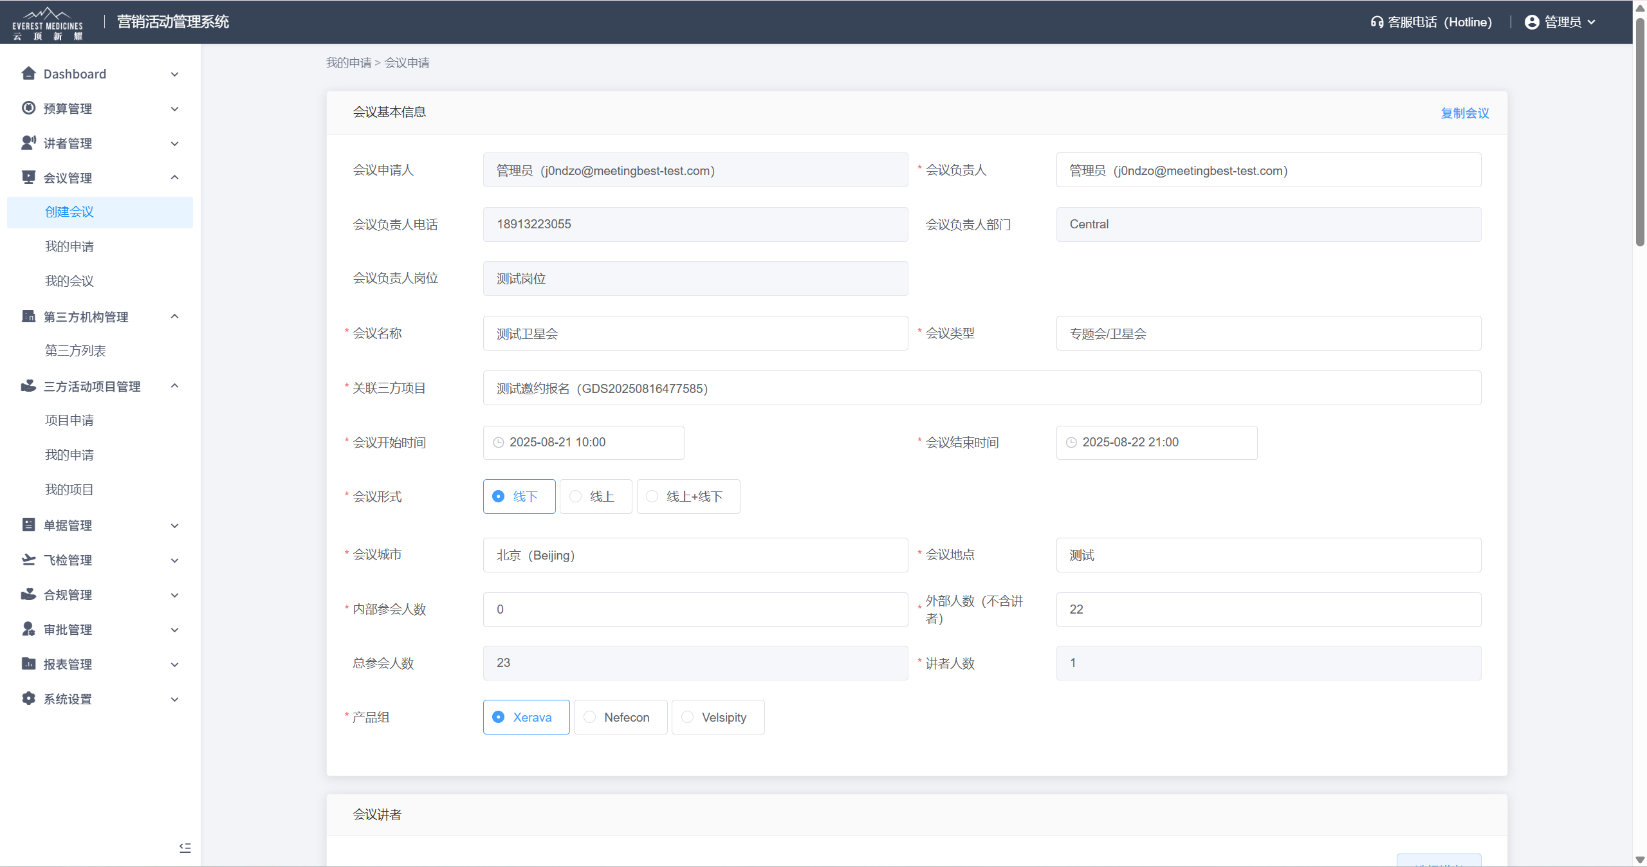 EVEREST MEDICINES
云 顶 新 耀
营销活动管理系统
客服电话（Hotline）
管理员
Dashboard
预算管理
讲者管理
会议管理
创建会议
我的申请
我的会议
第三方机构管理
第三方列表
三方活动项目管理
项目申请
我的申请
我的项目
单据管理
飞检管理
合规管理
审批管理
报表管理
系统设置
我的申请 > 会议申请
会议基本信息
复制会议
会议申请人
管理员（j0ndzo@meetingbest-test.com）
* 会议负责人
管理员（j0ndzo@meetingbest-test.com）
会议负责人电话
18913223055
会议负责人部门
Central
会议负责人岗位
测试岗位
* 会议名称
测试卫星会
* 会议类型
专题会/卫星会
* 关联三方项目
测试邀约报名（GDS20250816477585）
* 会议开始时间
2025-08-21 10:00
* 会议结束时间
2025-08-22 21:00
* 会议形式
线下
线上
线上+线下
* 会议城市
北京（Beijing）
* 会议地点
测试
* 内部参会人数
0
* 外部人数（不含讲
者）
22
总参会人数
23
* 讲者人数
1
* 产品组
Xerava
Nefecon
Velsipity
会议讲者